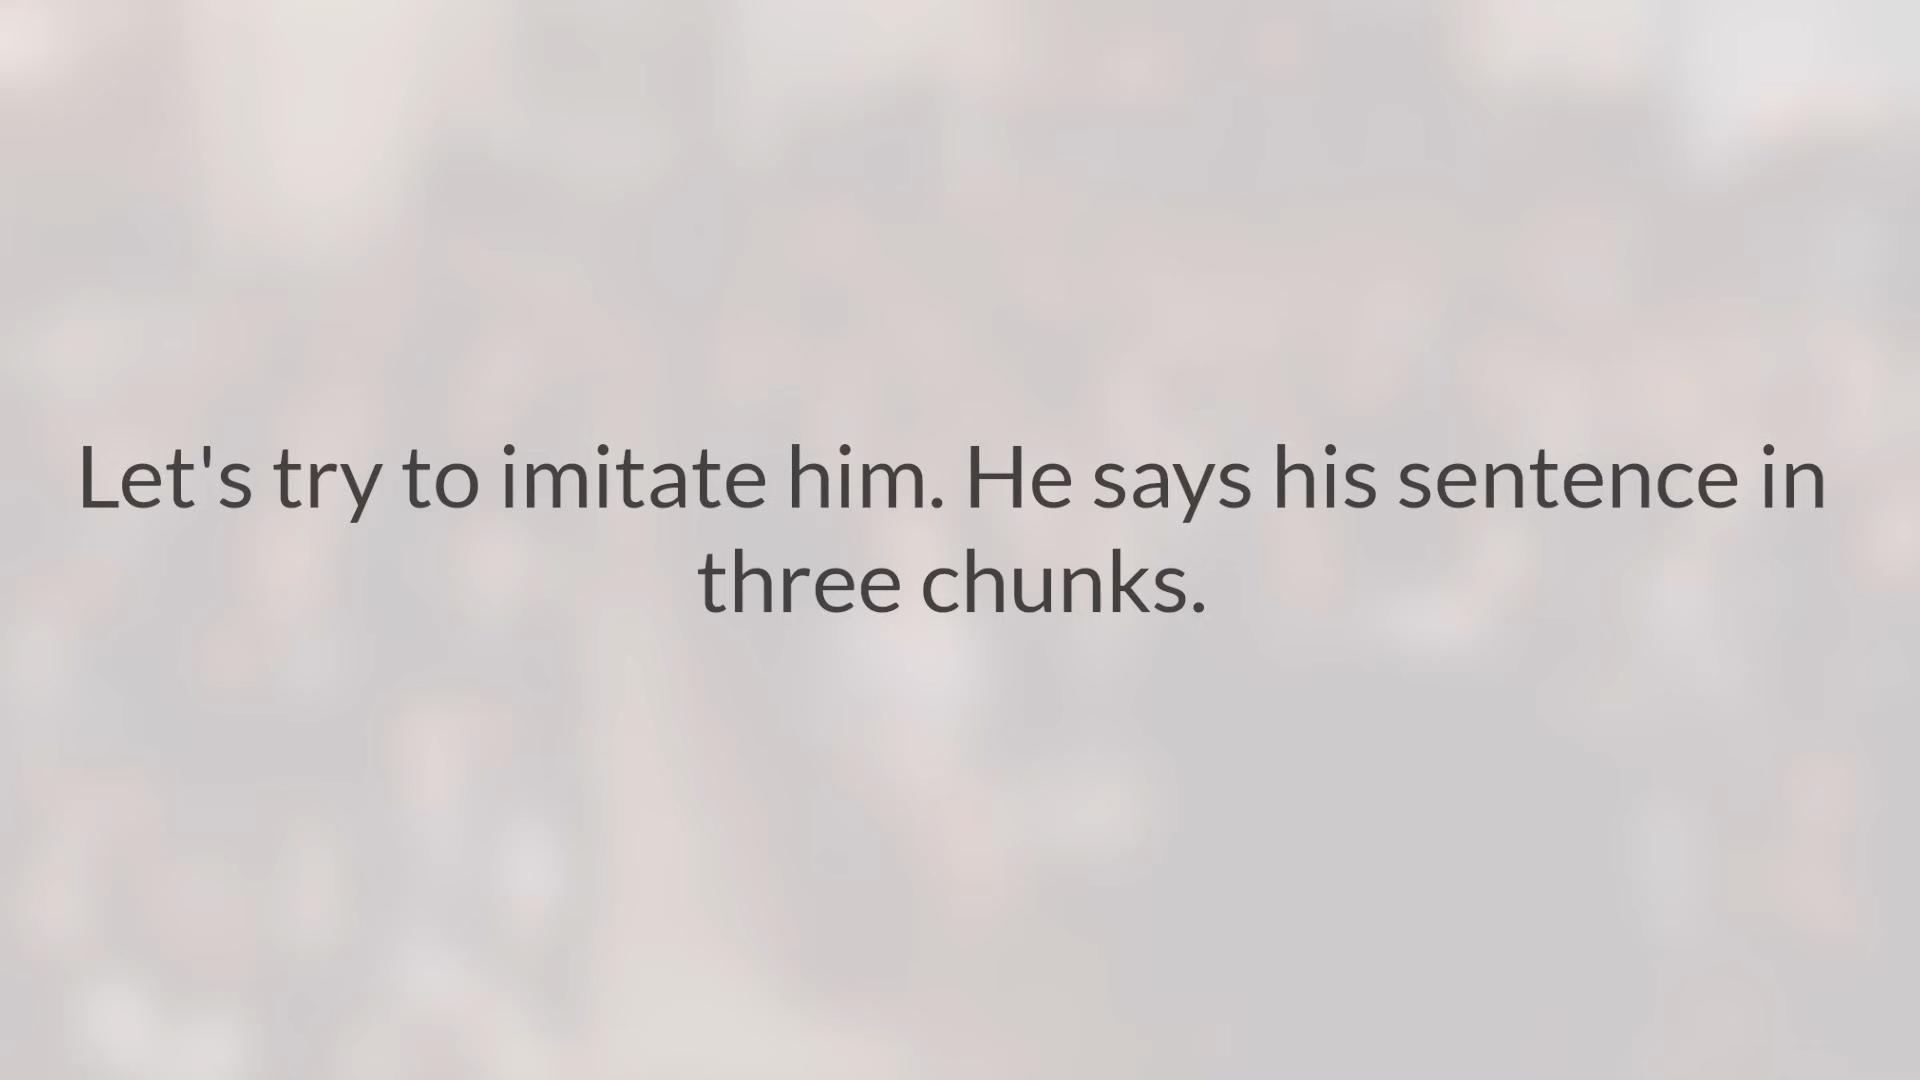 Let's try to imitate him. He says his sentence in
three chunks.